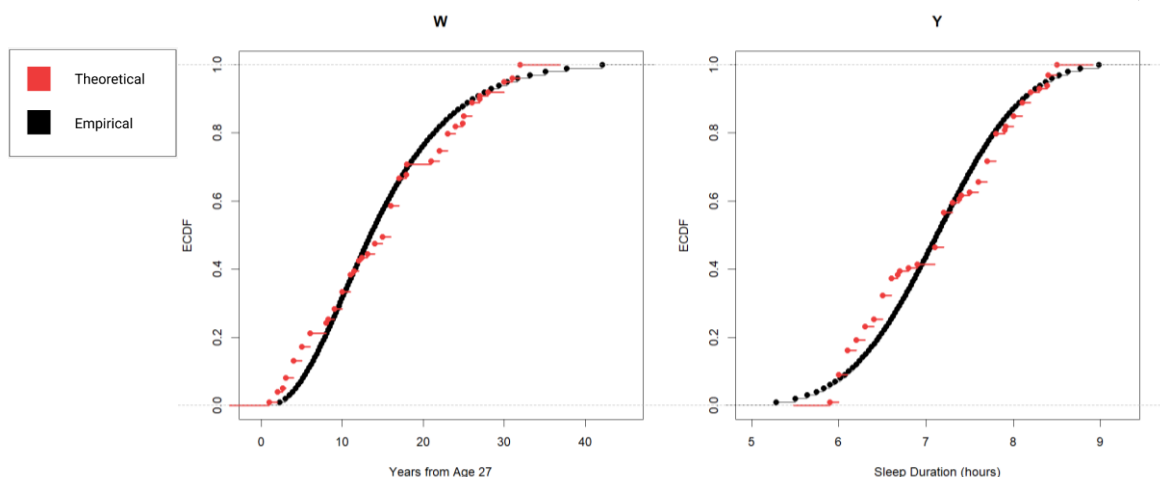 W
Y
Theoretical
Empirical
ECDF
0.0
0.2
0.4
0.6
0.8
1.0
0
10
20
30
40
Years from Age 27
ECDF
0.0
0.2
0.4
0.6
0.8
1.0
5
6
7
8
9
Sleep Duration (hours)